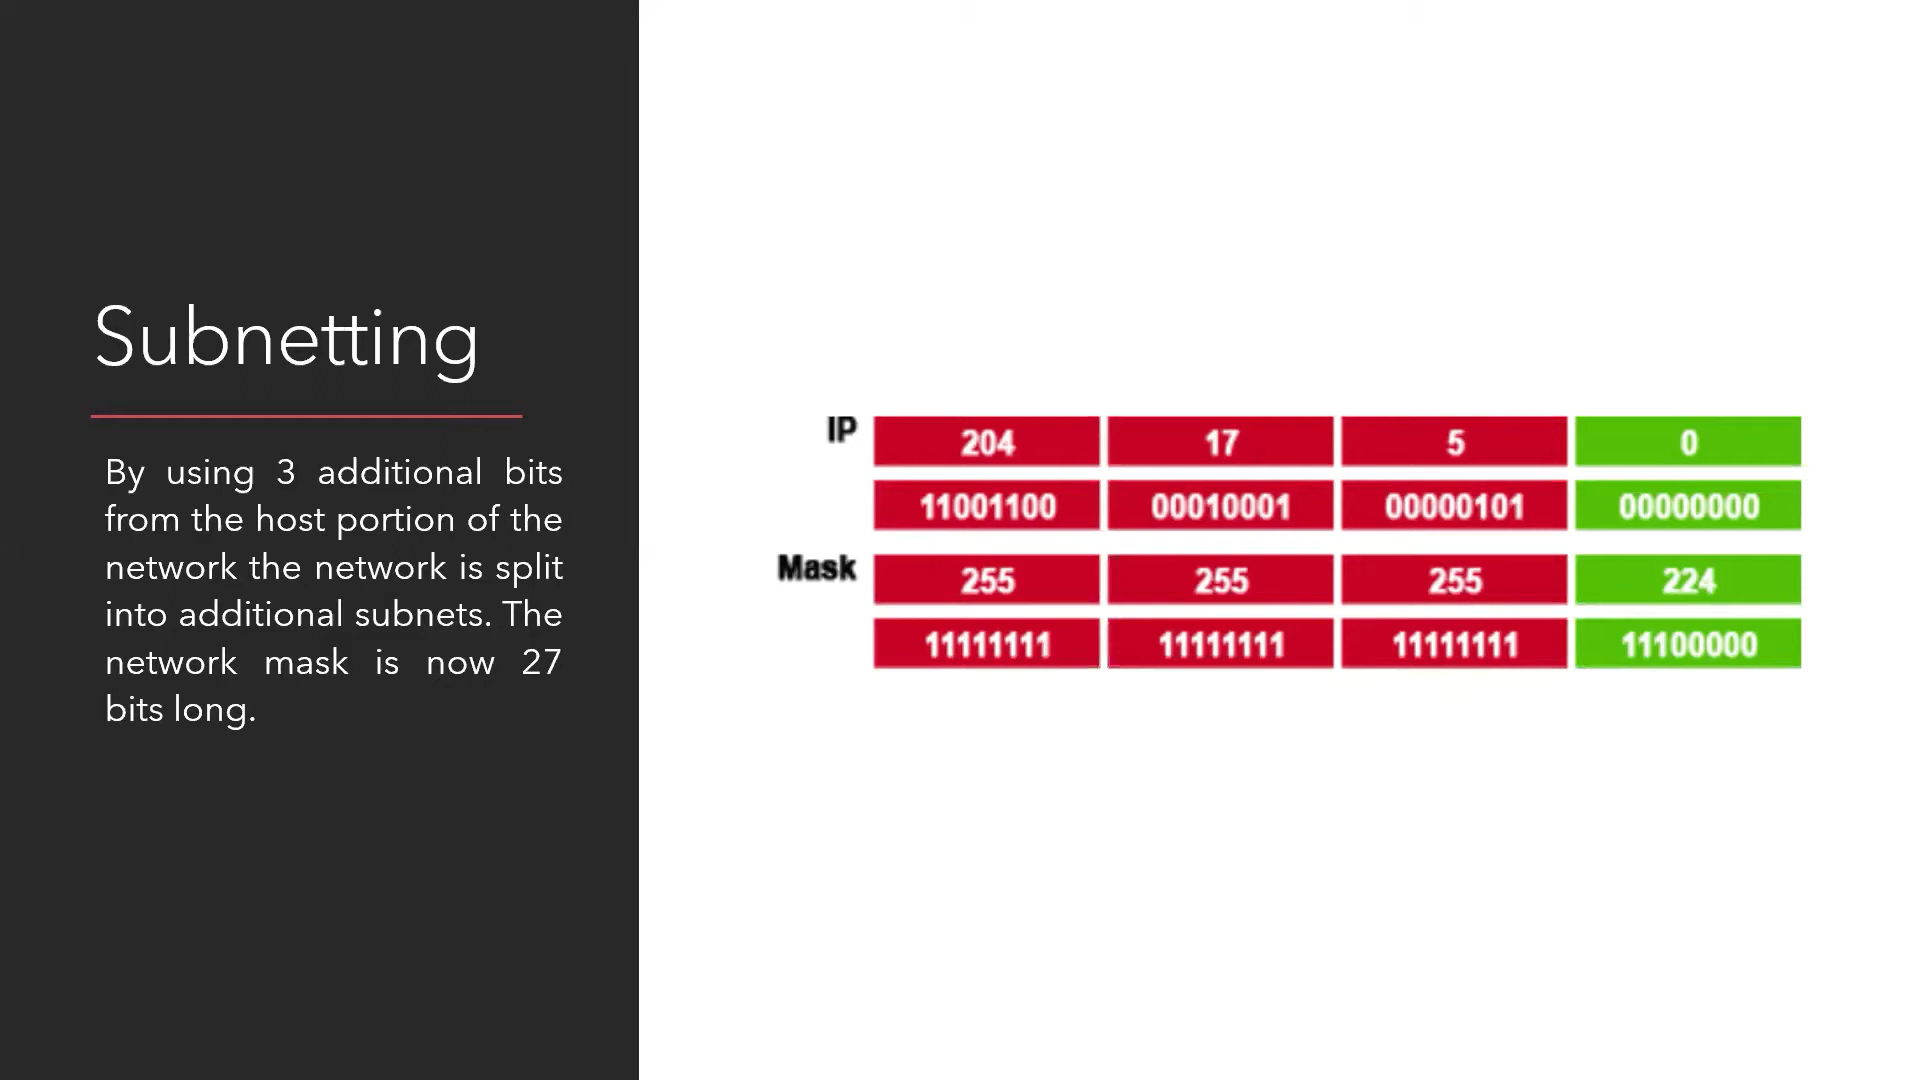 Subnetting
By using 3 additional bits
from the host portion of the
network the network is split
into additional subnets. The
network mask is now 27
bits long.
IP 204 17 5 0
11001100 00010001 00000101 00000000
Mask 255 255 255 224
11111111 11111111 11111111 11100000